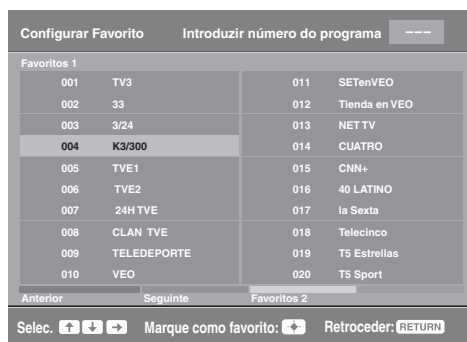 Configurar Favorito Introduzir número do programa ---
Favoritos 1
001 TV3 011 SETenVEO
002 33 012 Tienda en VEO
003 3/24 013 NET TV
004 K3/300 014 CUATRO
005 TVE1 015 CNN+
006 TVE2 016 40 LATINO
007 24H TVE 017 la Sexta
008 CLAN TVE 018 Telecinco
009 TELEDEPORTE 019 T5 Estrellas
010 VEO 020 T5 Sport
Anterior Seguinte Favoritos 2
Selec. ↑ ↓ → Marque como favorito: Retroceder: RETURN